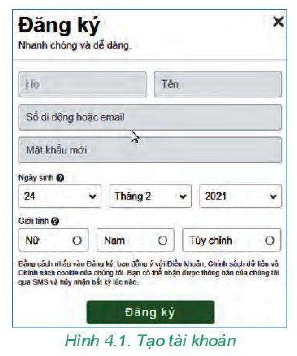 Đăng ký
Nhanh chóng và dễ dàng.
Họ Tên
Số di động hoặc email
Mật khẩu mới
Ngày sinh
24 Tháng 2 2021
Giới tính
Nữ Nam Tùy chỉnh
Bằng cách nhấp vào Đăng ký, bạn đồng ý với Điều khoản, Chính sách dữ liệu và
Chính sách cookie của chúng tôi. Bạn có thể nhận được thông báo của chúng tôi
qua SMS và hủy nhận bất kỳ lúc nào.
Đăng ký
Hình 4.1. Tạo tài khoản